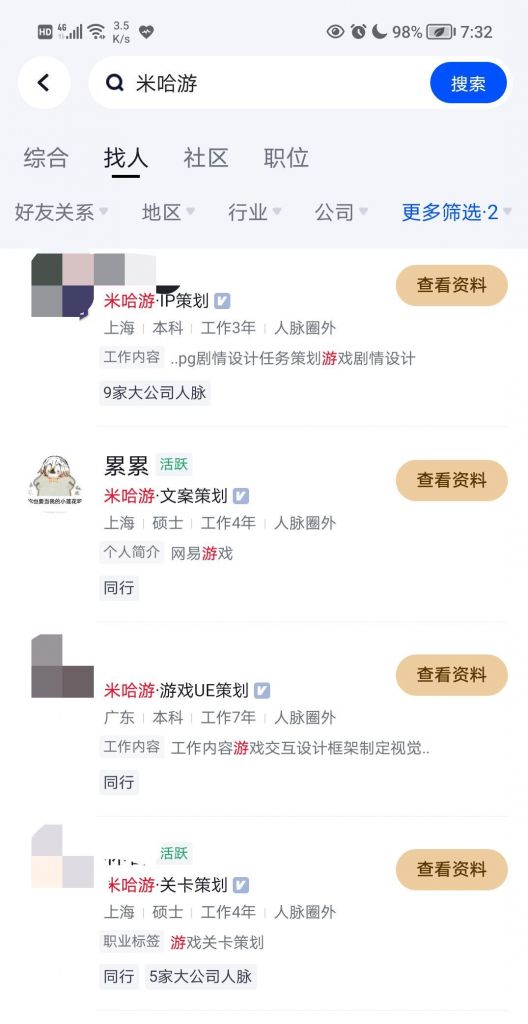 HD 4G 3.5 K/s 98% 7:32
米哈游 搜索
综合 找人 社区 职位
好友关系 地区 行业 公司 更多筛选·2
米哈游·IP策划
查看资料
上海 本科 工作3年 人脉圈外
工作内容 ..pg剧情设计任务策划游戏剧情设计
9家大公司人脉
累累 活跃
查看资料
米哈游·文案策划
上海 硕士 工作4年 人脉圈外
个人简介 网易游戏
同行
查看资料
米哈游·游戏UE策划
广东 本科 工作7年 人脉圈外
工作内容 工作内容游戏交互设计框架制定视觉..
同行
活跃
查看资料
米哈游·关卡策划
上海 硕士 工作4年 人脉圈外
职业标签 游戏关卡策划
同行 5家大公司人脉